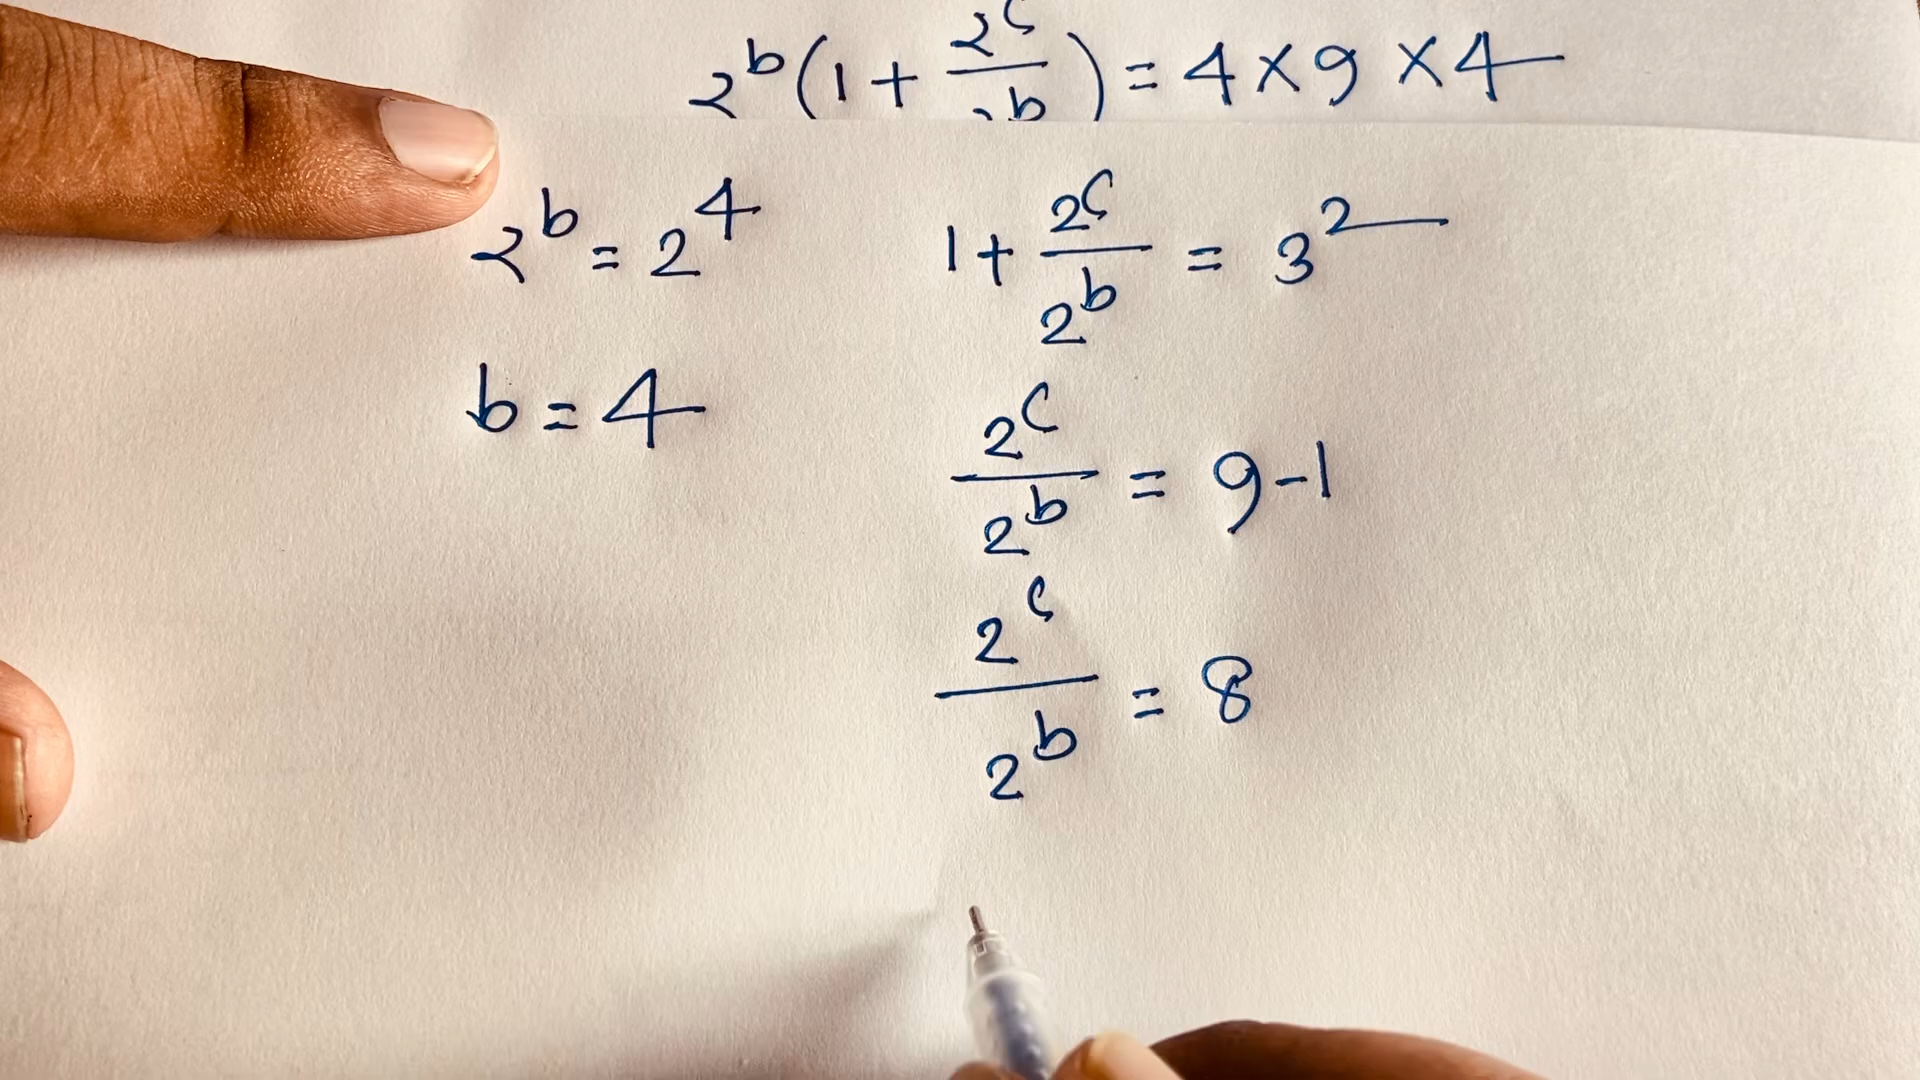 2^b(1 + 2^c/2^b) = 4 × 9 × 4
2^b = 2^4
b = 4
1 + 2^c/2^b = 3^2
2^c/2^b = 9 - 1
2^c/2^b = 8